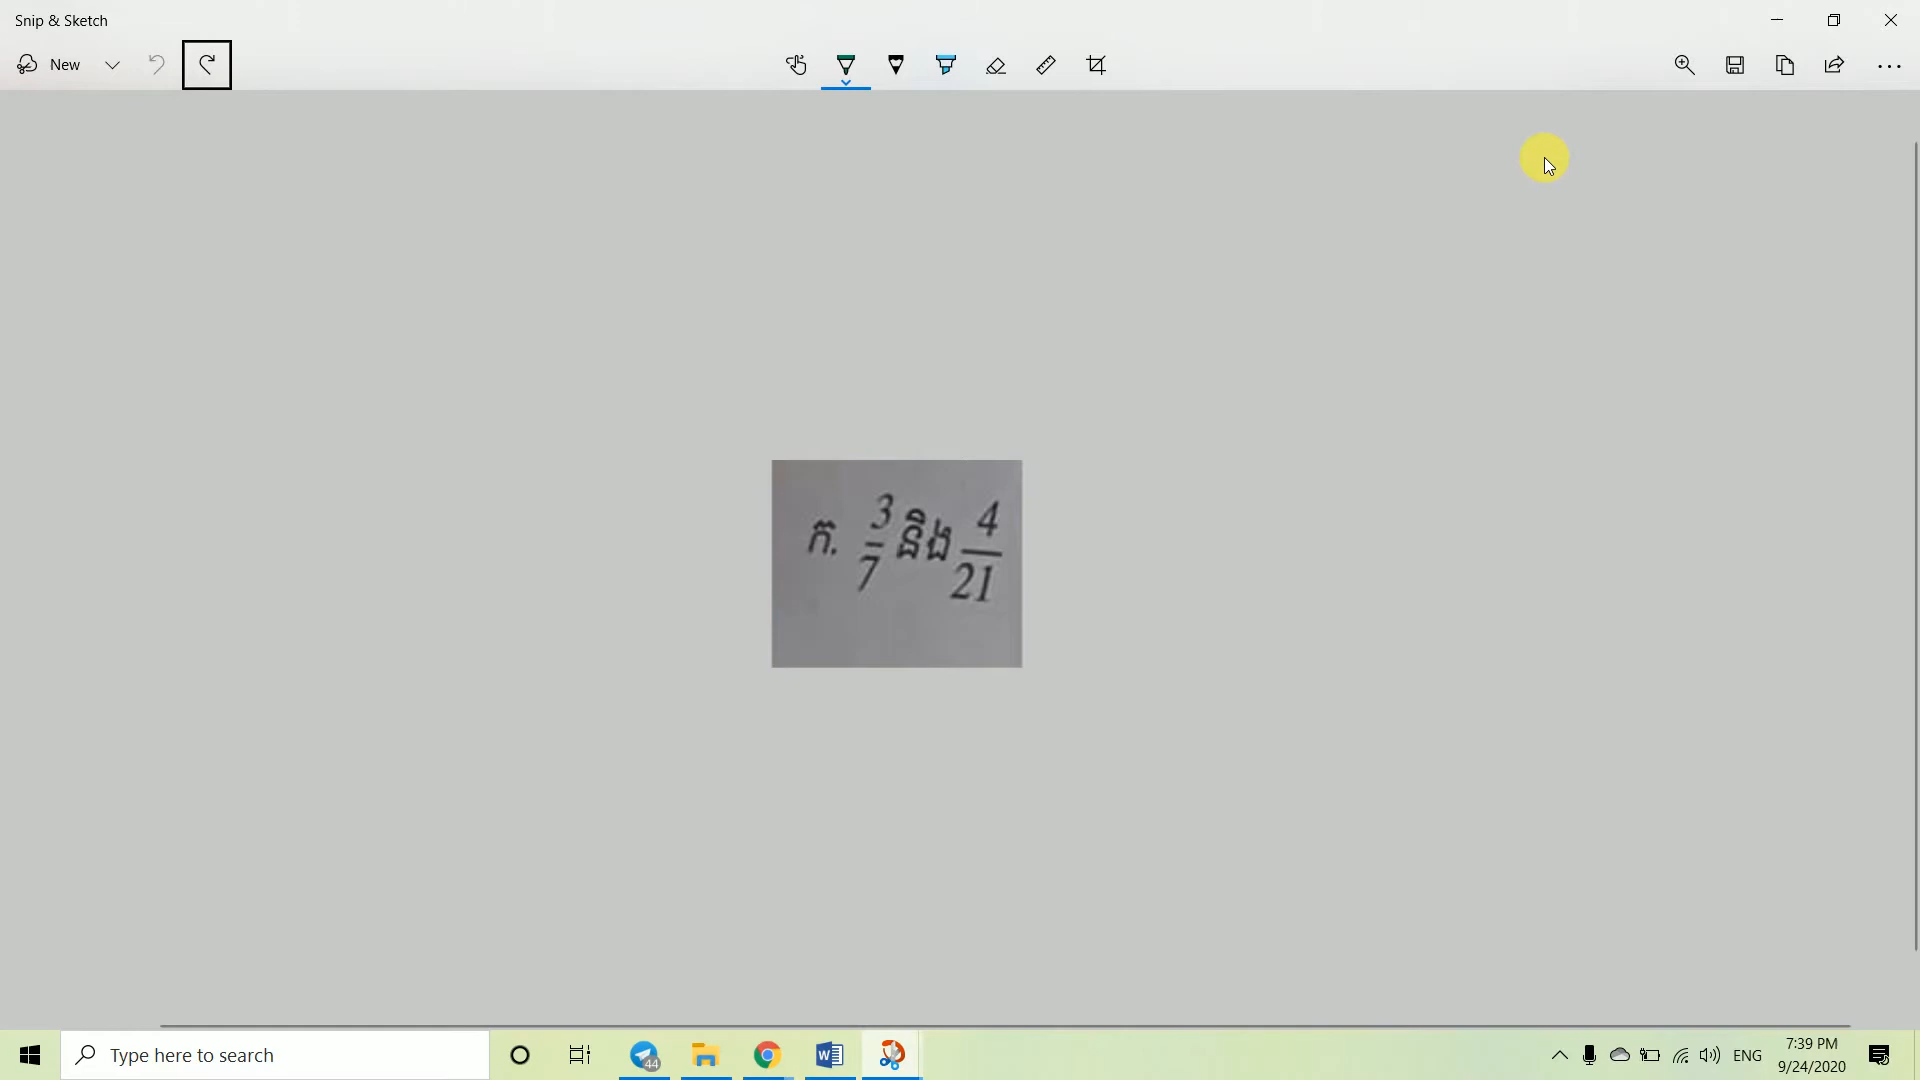 Snip & Sketch
New
ក. 3/7 និង 4/21
44
Type here to search
ENG
7:39 PM
9/24/2020